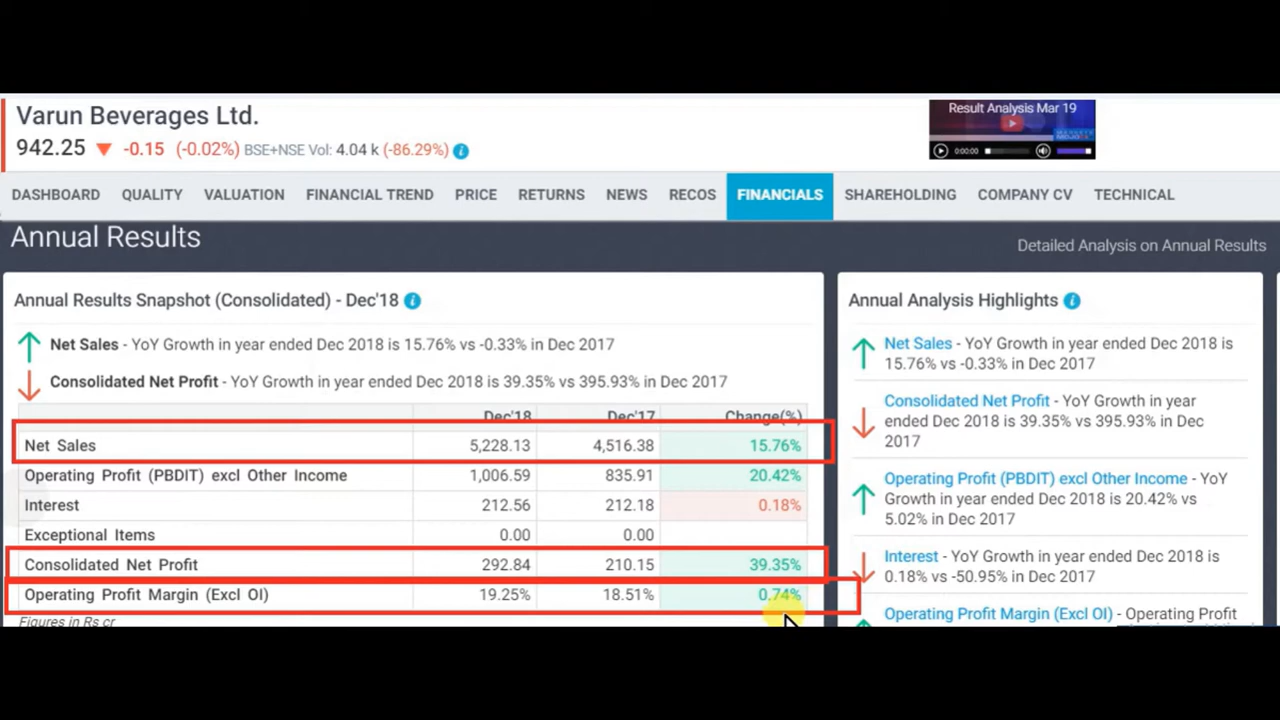 Varun Beverages Ltd.
942.25 ▼ -0.15 (-0.02%) BSE+NSE Vol: 4.04 k (-86.29%)
Result Analysis Mar 19
0:00:00
DASHBOARD QUALITY VALUATION FINANCIAL TREND PRICE RETURNS NEWS RECOS FINANCIALS SHAREHOLDING COMPANY CV TECHNICAL
Annual Results
Detailed Analysis on Annual Results
Annual Results Snapshot (Consolidated) - Dec'18
Net Sales - YoY Growth in year ended Dec 2018 is 15.76% vs -0.33% in Dec 2017
Consolidated Net Profit - YoY Growth in year ended Dec 2018 is 39.35% vs 395.93% in Dec 2017
Dec'18 Dec'17 Change(%)
Net Sales 5,228.13 4,516.38 15.76%
Operating Profit (PBDIT) excl Other Income 1,006.59 835.91 20.42%
Interest 212.56 212.18 0.18%
Exceptional Items 0.00 0.00
Consolidated Net Profit 292.84 210.15 39.35%
Operating Profit Margin (Excl OI) 19.25% 18.51% 0.74%
Figures in Rs cr
Annual Analysis Highlights
Net Sales - YoY Growth in year ended Dec 2018 is
15.76% vs -0.33% in Dec 2017
Consolidated Net Profit - YoY Growth in year
ended Dec 2018 is 39.35% vs 395.93% in Dec
2017
Operating Profit (PBDIT) excl Other Income - YoY
Growth in year ended Dec 2018 is 20.42% vs
5.02% in Dec 2017
Interest - YoY Growth in year ended Dec 2018 is
0.18% vs -50.95% in Dec 2017
Operating Profit Margin (Excl OI) - Operating Profit